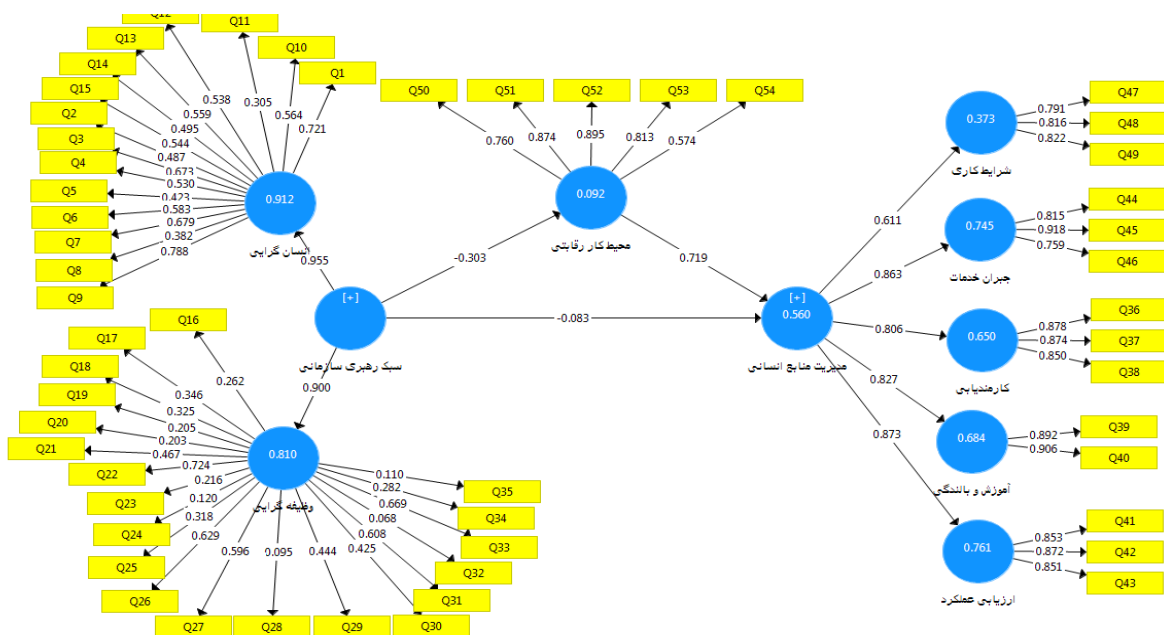 Q12
Q11
Q13
Q10
Q14
Q1
Q15
Q2
Q3
Q4
Q5
Q6
Q7
Q8
Q9
0.538
0.305
0.564
0.721
0.559
0.495
0.544
0.487
0.673
0.530
0.423
0.583
0.679
0.382
0.788
0.912
انسان گرایی
0.955
Q50
Q51
Q52
Q53
Q54
0.760
0.874
0.895
0.813
0.574
0.092
محیط کار رقابتی
-0.303
0.719
[+]
سبک رهبری سازمانی
-0.083
0.900
[+]
0.560
مدیریت منابع انسانی
0.611
0.863
0.806
0.827
0.873
0.373
شرایط کاری
0.791
0.816
0.822
Q47
Q48
Q49
0.745
جبران خدمات
0.815
0.918
0.759
Q44
Q45
Q46
0.650
کارمندیابی
0.878
0.874
0.850
Q36
Q37
Q38
0.684
آموزش و بالندگی
0.892
0.906
Q39
Q40
0.761
ارزیابی عملکرد
0.853
0.872
0.851
Q41
Q42
Q43
Q16
Q17
Q18
Q19
Q20
Q21
Q22
Q23
Q24
Q25
Q26
Q27
Q28
Q29
Q30
Q31
Q32
Q33
Q34
Q35
0.262
0.346
0.325
0.205
0.203
0.467
0.724
0.216
0.120
0.318
0.629
0.596
0.095
0.444
0.425
0.608
0.068
0.669
0.282
0.110
0.810
وظیفه گرایی